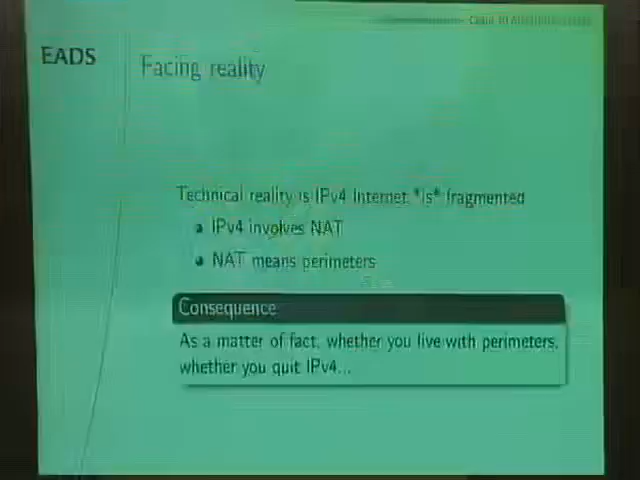 EADS
Facing reality
Technical reality is IPv4 Internet *is* fragmented
IPv4 involves NAT
NAT means perimeters
Consequence
As a matter of fact, whether you live with perimeters,
whether you quit IPv4...